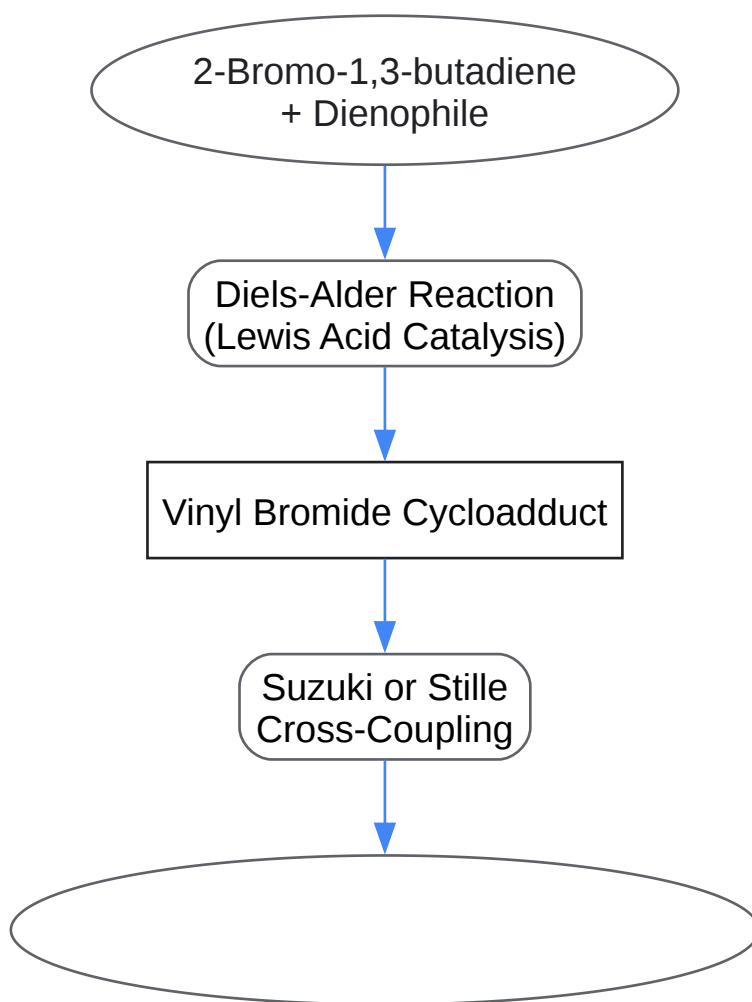 2-Bromo-1,3-butadiene
+ Dienophile
Diels-Alder Reaction
(Lewis Acid Catalysis)
Vinyl Bromide Cycloadduct
Suzuki or Stille
Cross-Coupling